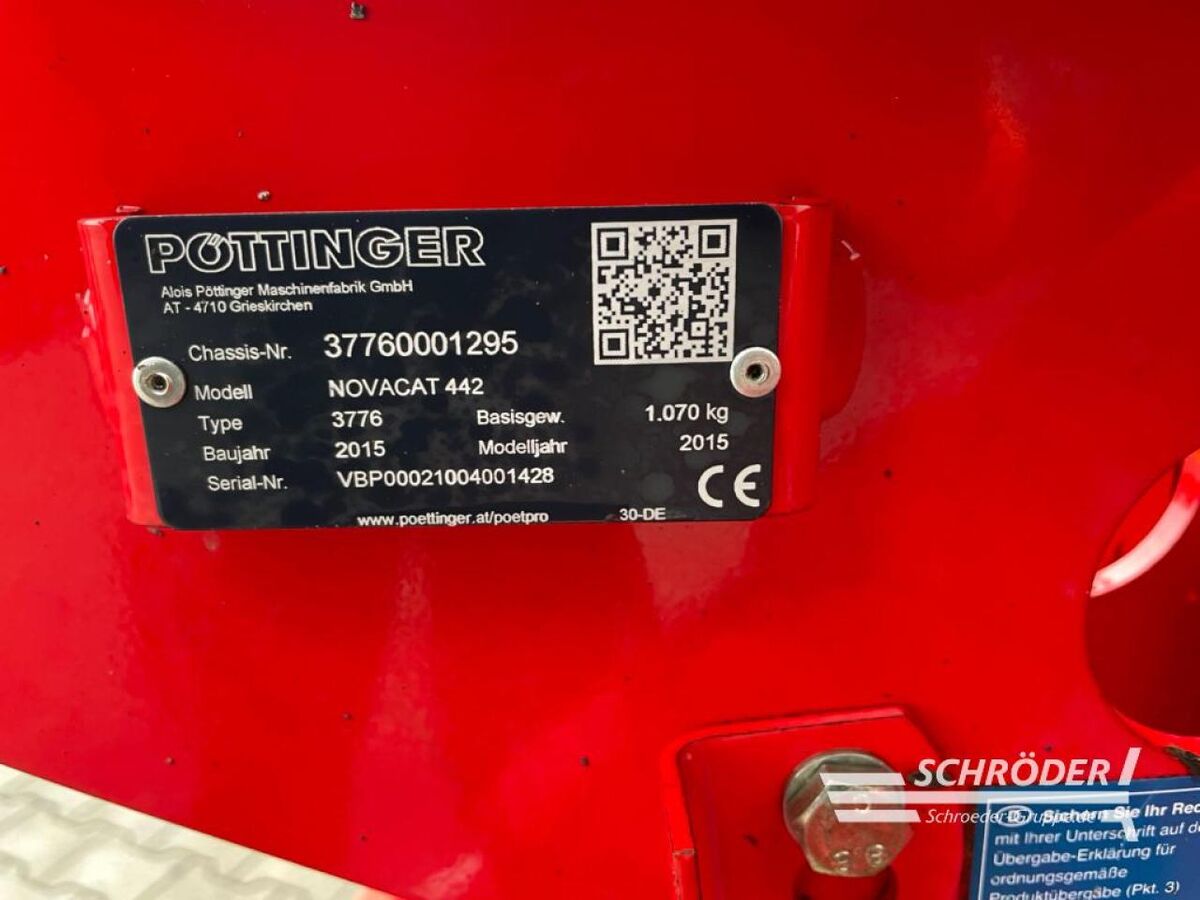 PÖTTINGER
Alois Pöttinger Maschinenfabrik GmbH
AT - 4710 Grieskirchen
Chassis-Nr. 37760001295
Modell NOVACAT 442
Type 3776 Basisgew. 1.070 kg
Baujahr 2015 Modelljahr 2015
Serial-Nr. VBP00021004001428
CE
www.poettinger.at/poetpro 30-DE
SCHRÖDER
Schroeder-Gruppe.de
D Sichern Sie Ihr
mit Ihrer Unterschrift auf
Übergabe-Erklärung für
ordnungsgemäße
Produktübergabe (Pkt. 3)
8.8